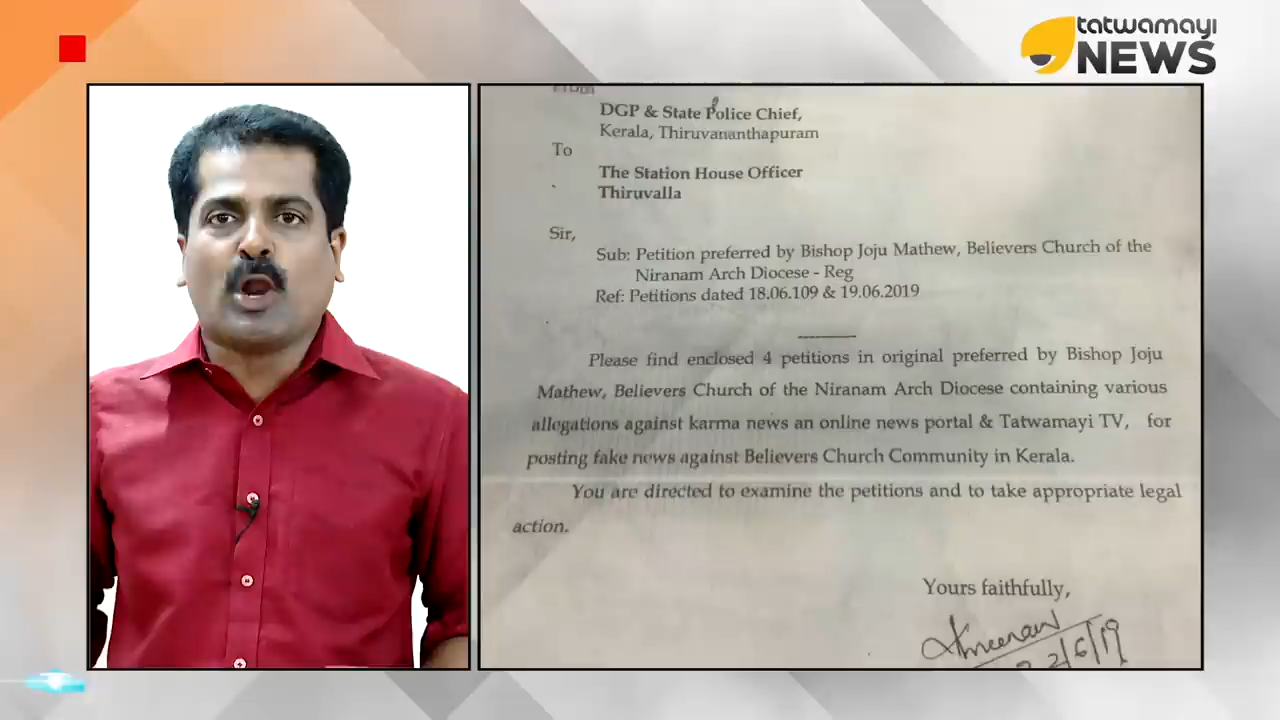 tatwamayi
NEWS
From
DGP & State Police Chief,
Kerala, Thiruvananthapuram
To
The Station House Officer
Thiruvalla
Sir,
Sub: Petition preferred by Bishop Joju Mathew, Believers Church of the
Niranam Arch Diocese - Reg
Ref: Petitions dated 18.06.109 & 19.06.2019
Please find enclosed 4 petitions in original preferred by Bishop Joju
Mathew, Believers Church of the Niranam Arch Diocese containing various
allegations against karma news an online news portal & Tatwamayi TV, for
posting fake news against Believers Church Community in Kerala.
You are directed to examine the petitions and to take appropriate legal
action.
Yours faithfully,